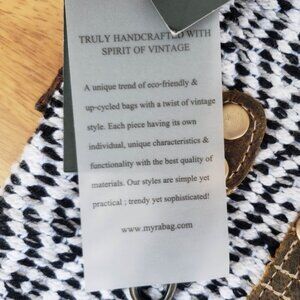 TRULY HANDCRAFTED WITH
SPIRIT OF VINTAGE
A unique trend of eco-friendly &
up-cycled bags with a twist of vintage
style. Each piece having its own
individual, unique characteristics &
functionality with the best quality of
materials. Our styles are simple yet
practical ; trendy yet sophisticated!
www.myrabag.com